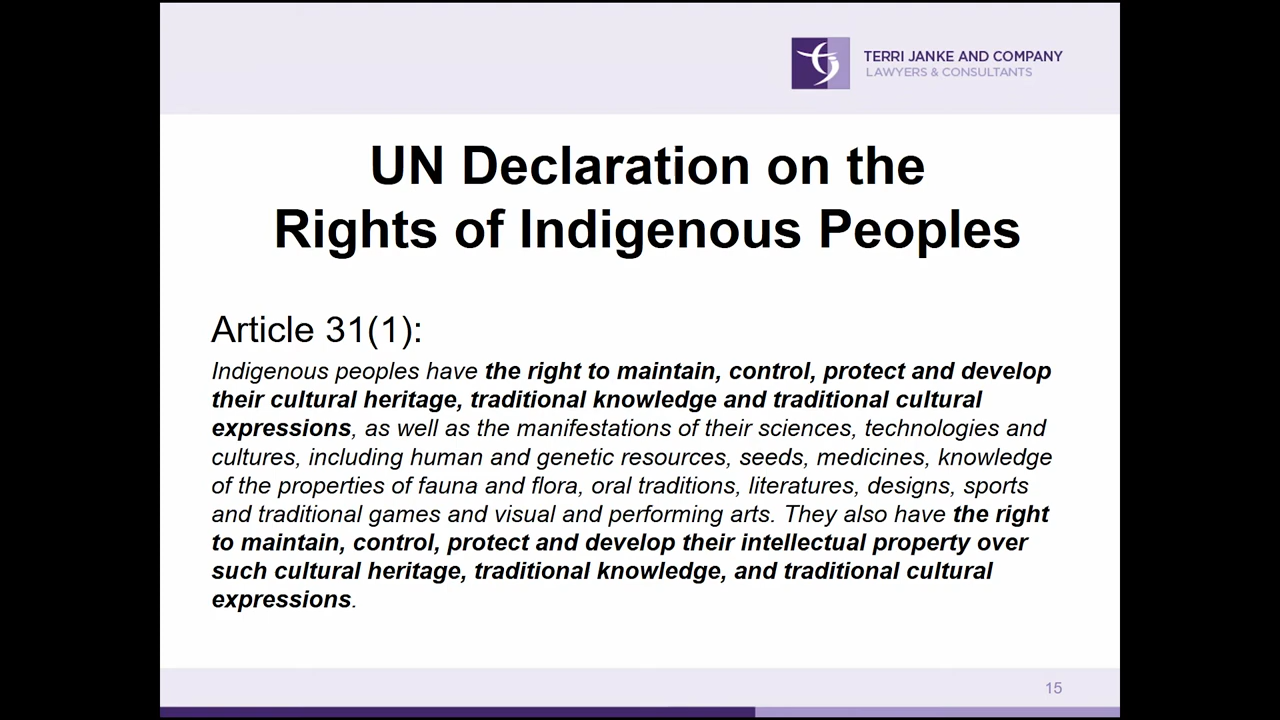 TERRI JANKE AND COMPANY
LAWYERS & CONSULTANTS
UN Declaration on the
Rights of Indigenous Peoples
Article 31(1):
Indigenous peoples have the right to maintain, control, protect and develop
their cultural heritage, traditional knowledge and traditional cultural
expressions, as well as the manifestations of their sciences, technologies and
cultures, including human and genetic resources, seeds, medicines, knowledge
of the properties of fauna and flora, oral traditions, literatures, designs, sports
and traditional games and visual and performing arts. They also have the right
to maintain, control, protect and develop their intellectual property over
such cultural heritage, traditional knowledge, and traditional cultural
expressions.
15